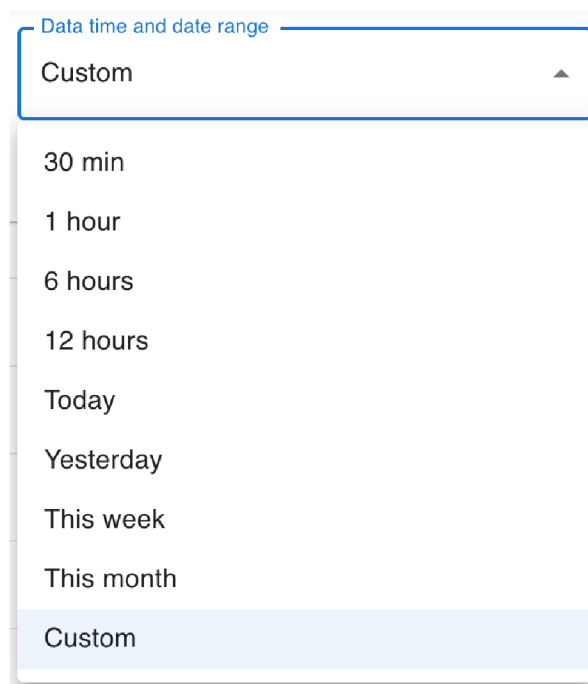 Data time and date range
Custom
30 min
1 hour
6 hours
12 hours
Today
Yesterday
This week
This month
Custom